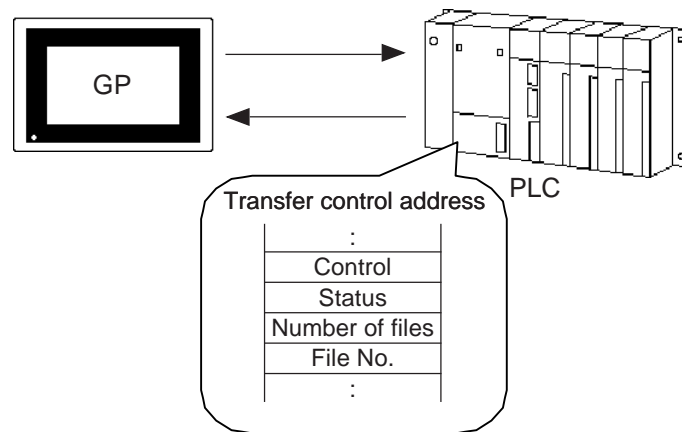 GP
PLC
Transfer control address
:
Control
Status
Number of files
File No.
: